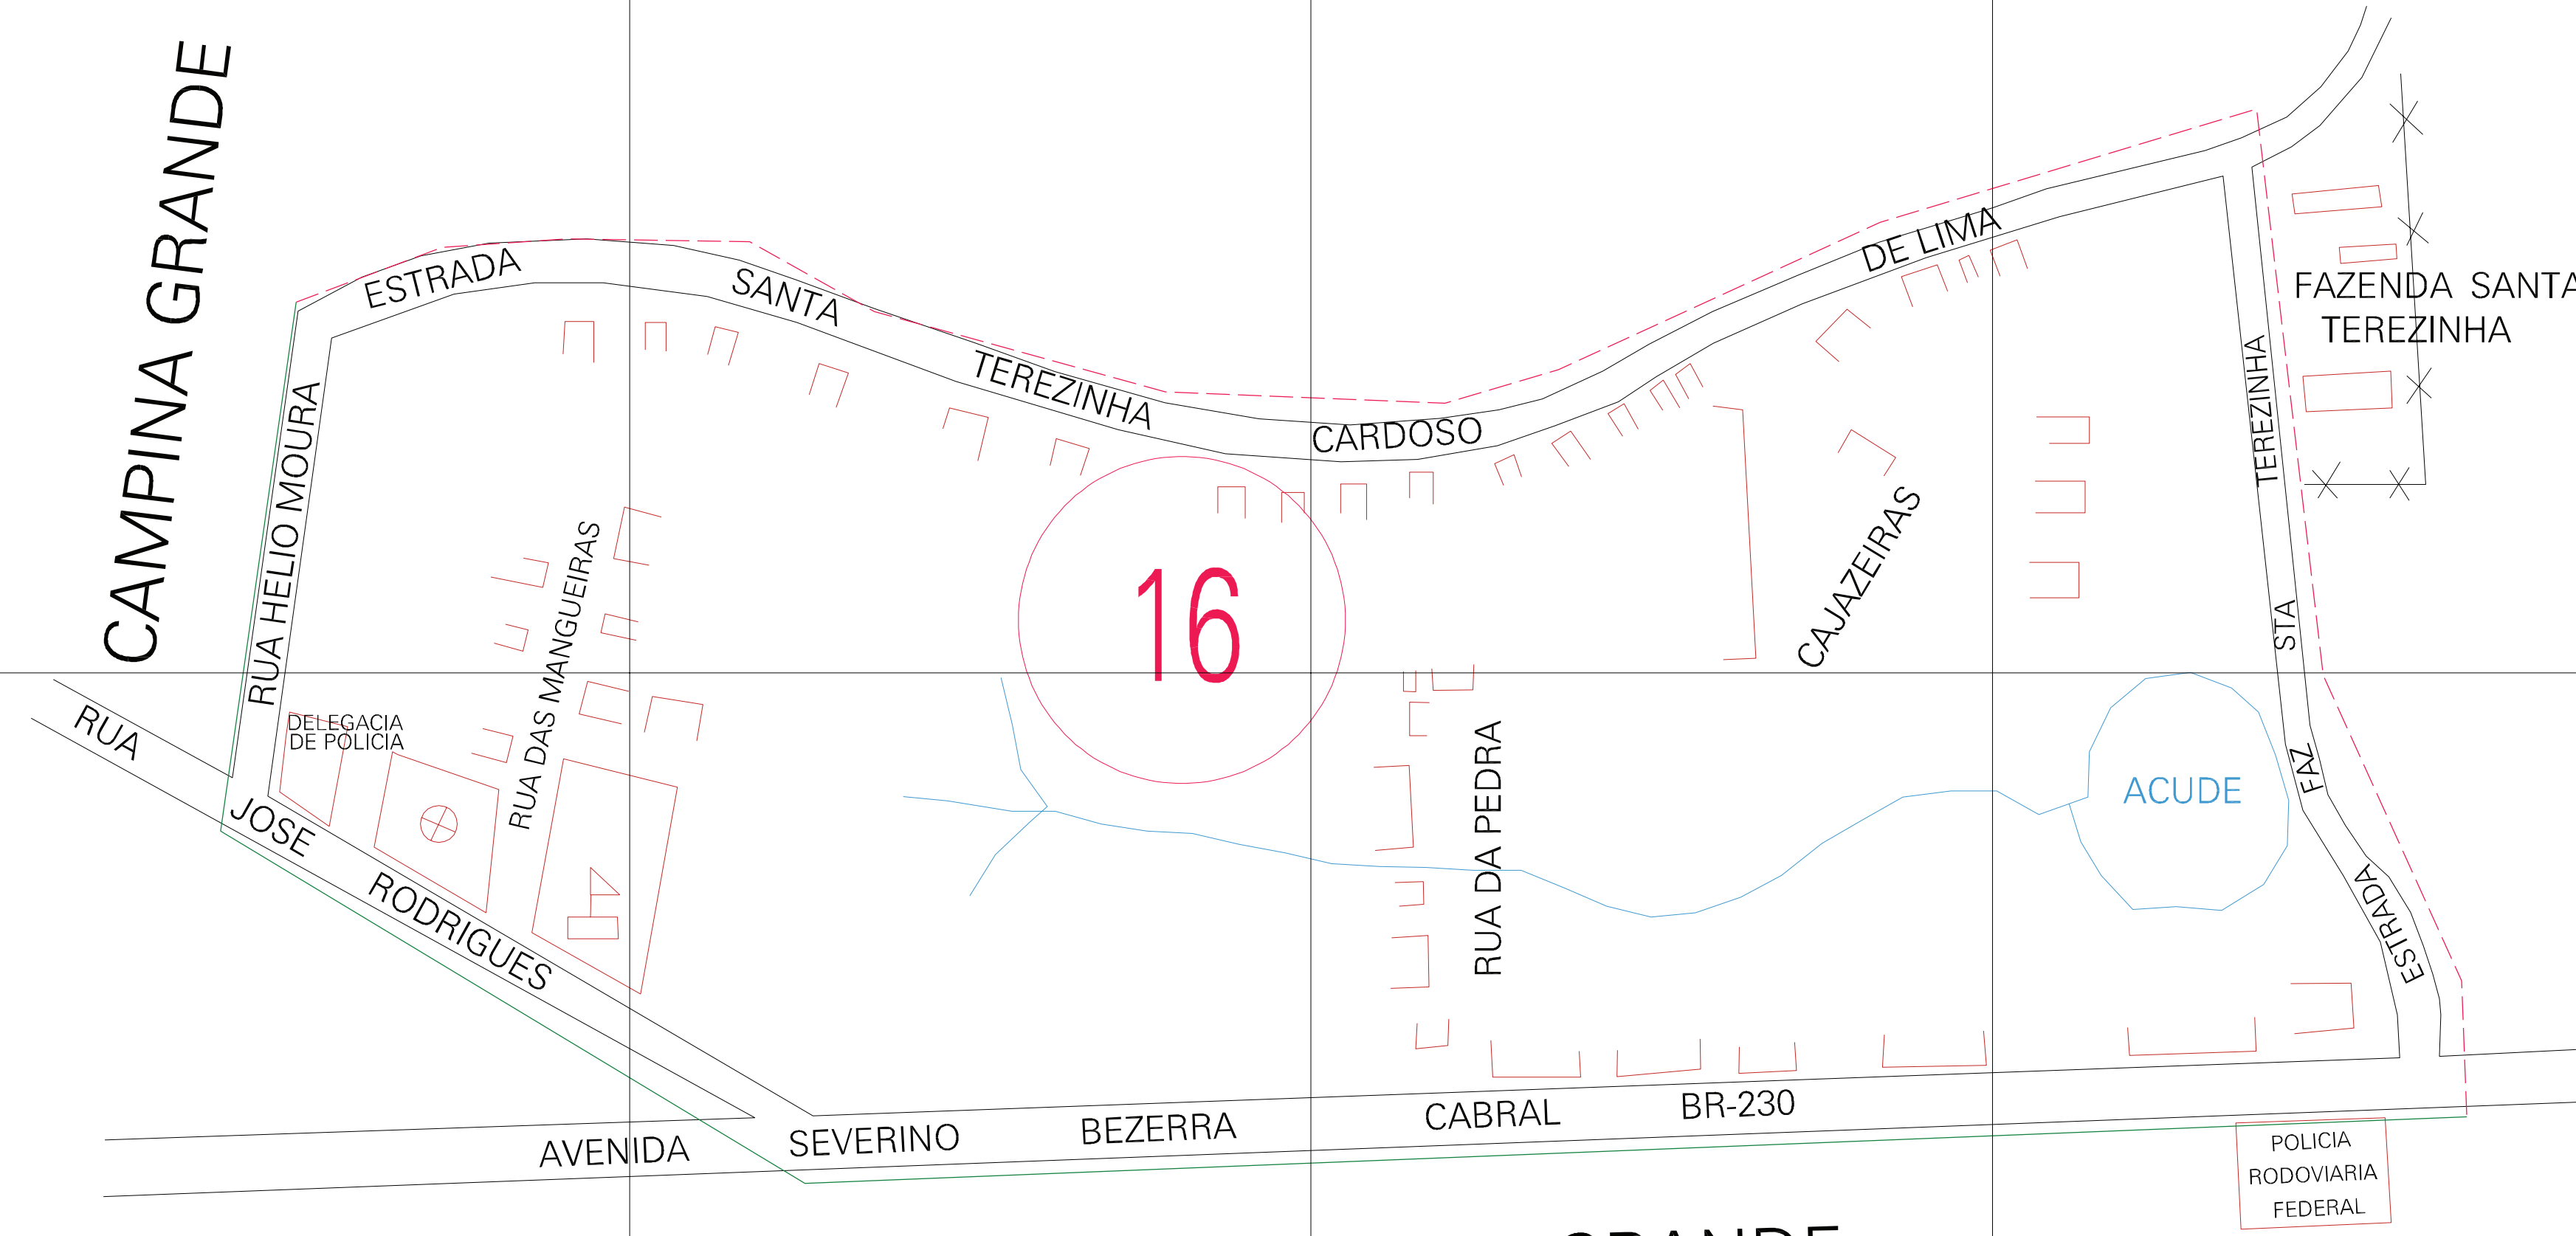 CAMPINA GRANDE
ESTRADA SANTA TEREZINHA CARDOSO DE LIMA
FAZENDA SANTA
TEREZINHA
RUA HELIO MOURA
RUA DAS MANGUEIRAS
16
CAJAZEIRAS
ESTRADA FAZ STA TEREZINHA
DELEGACIA
DE POLICIA
RUA JOSE RODRIGUES
RUA DA PEDRA
ACUDE
AVENIDA SEVERINO BEZERRA CABRAL BR-230
POLICIA
RODOVIARIA
FEDERAL
GRANDE